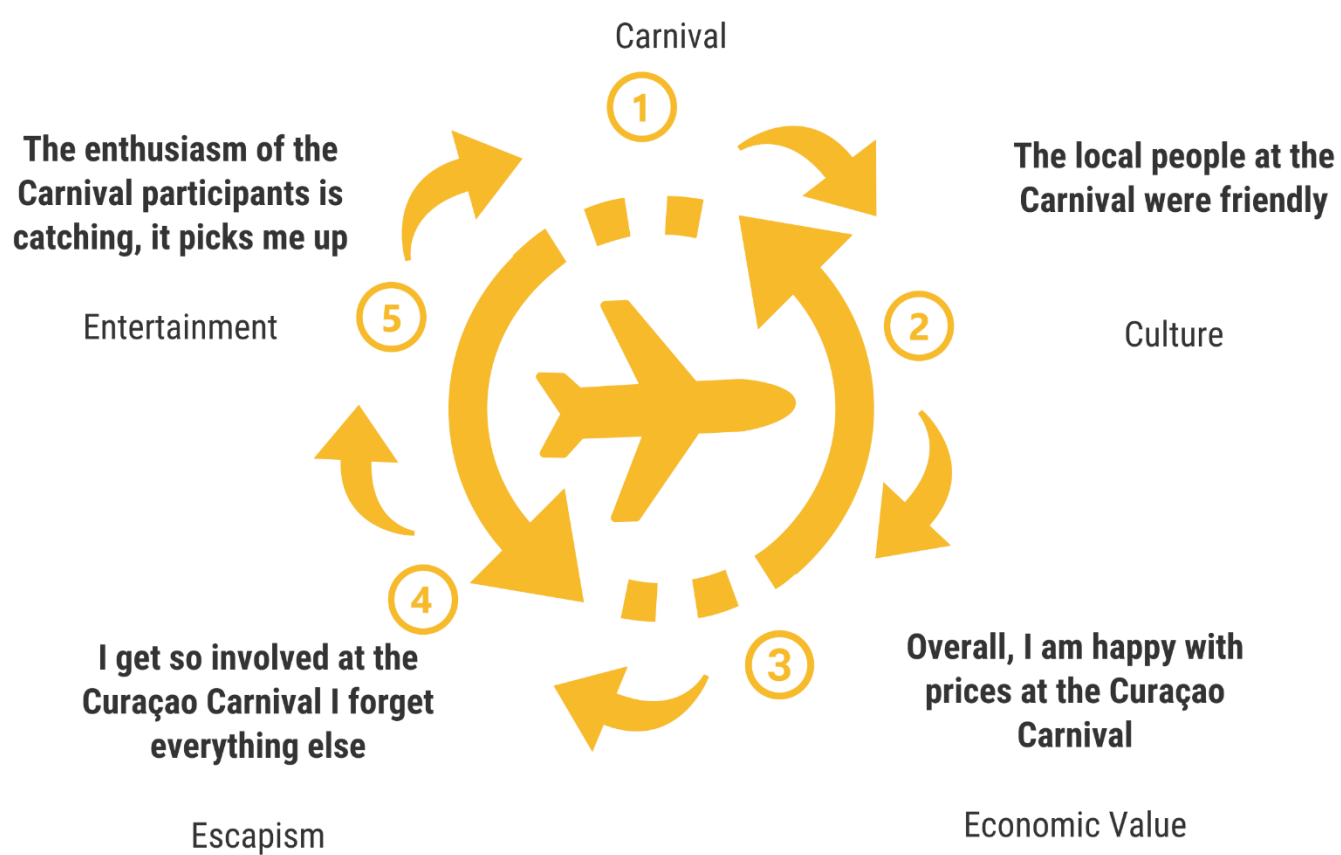 Carnival
1
The local people at the
Carnival were friendly
2
Culture
Overall, I am happy with
prices at the Curaçao
Carnival
3
Economic Value
4
I get so involved at the
Curaçao Carnival I forget
everything else
Escapism
The enthusiasm of the
Carnival participants is
catching, it picks me up
5
Entertainment